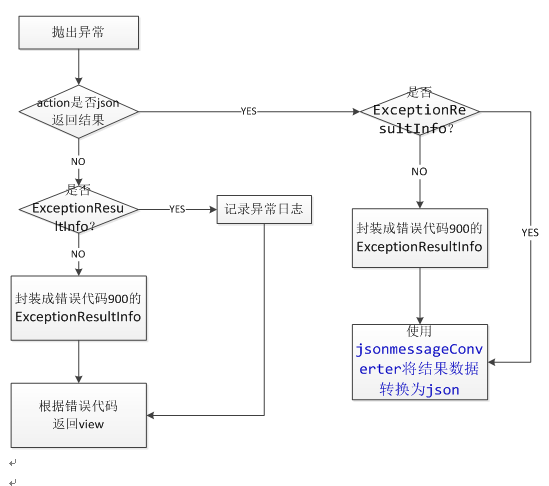 抛出异常
action是否json
返回结果
YES
是否
ExceptionRe
sultInfo?
NO
NO
是否
ExceptionResu
ltInfo?
YES
记录异常日志
封装成错误代码900的
ExceptionResultInfo
YES
NO
封装成错误代码900的
ExceptionResultInfo
使用
jsonmessageConv
erter将结果数据
转换为json
根据错误代码
返回view